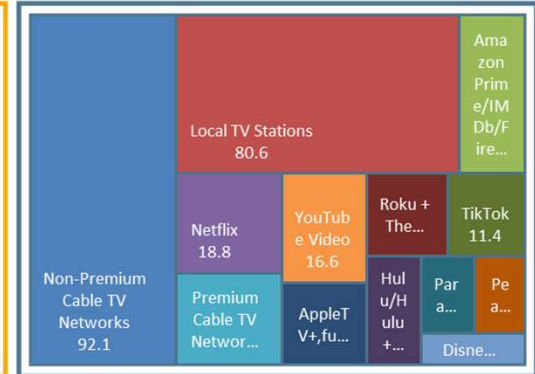 Non-Premium
Cable TV
Networks
92.1
Local TV Stations
80.6
Ama
zon
Prim
e/IM
Db/F
ire...
Netflix
18.8
YouTub
e Video
16.6
Roku +
The...
TikTok
11.4
Premium
Cable TV
Networ...
AppleT
V+,fu...
Hul
u/H
ulu
+...
Par
a...
Pe
a...
Disne...